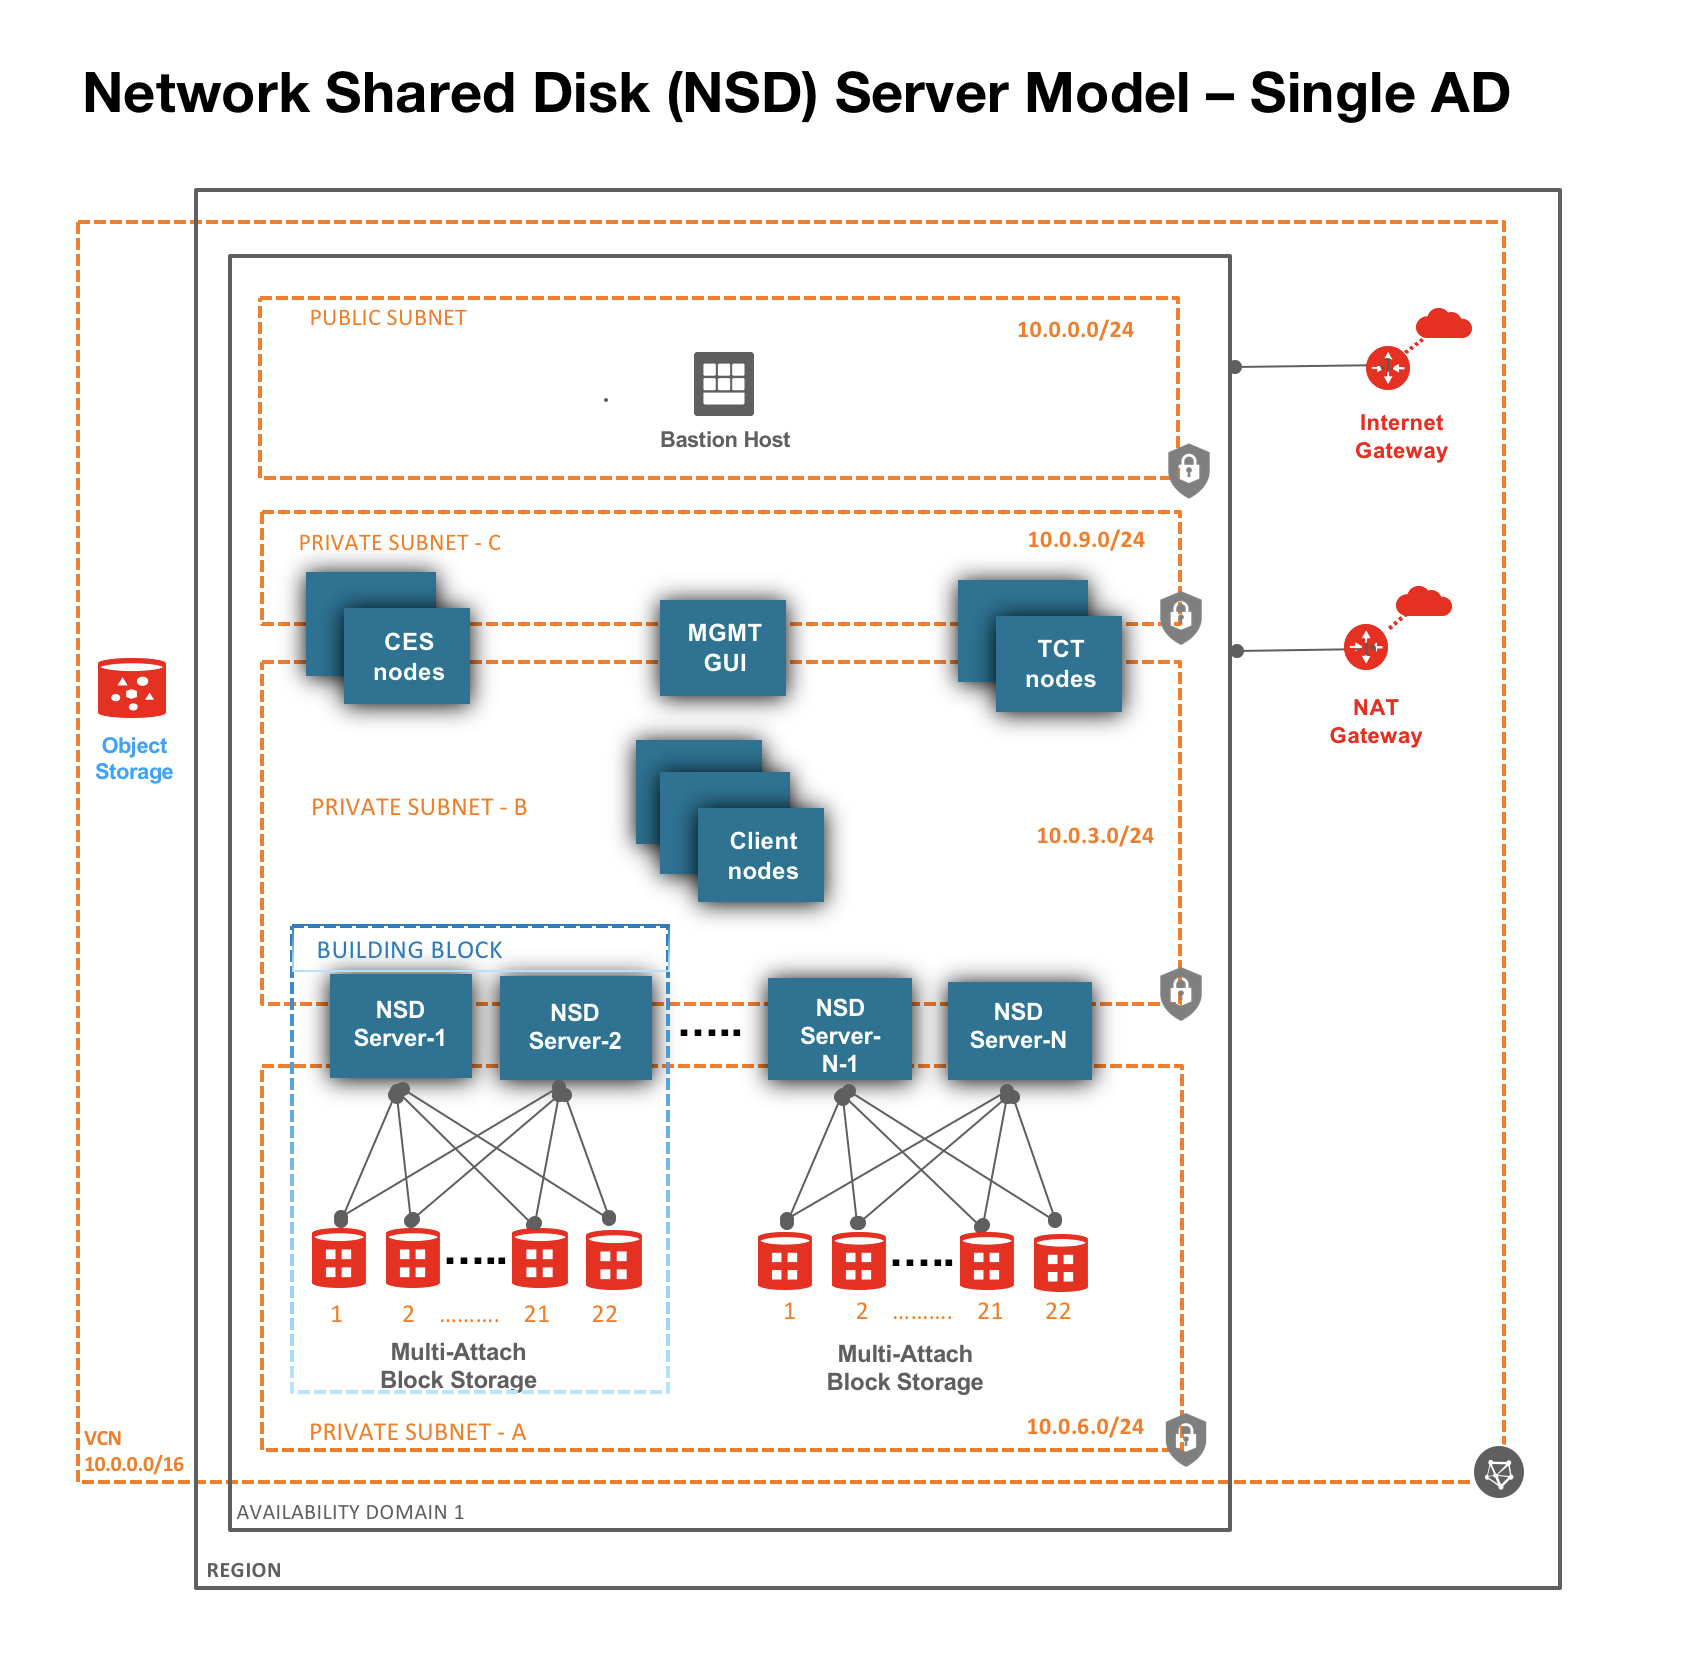 Network Shared Disk (NSD) Server Model – Single AD
PUBLIC SUBNET
10.0.0.0/24
Bastion Host
Internet
Gateway
PRIVATE SUBNET - C
10.0.9.0/24
CES
nodes
MGMT
GUI
TCT
nodes
NAT
Gateway
Object
Storage
PRIVATE SUBNET - B
10.0.3.0/24
Client
nodes
BUILDING BLOCK
NSD
Server-1
NSD
Server-2
.....
NSD
Server-
N-1
NSD
Server-N
.....
.....
1 2 .......... 21 22
1 2 .......... 21 22
Multi-Attach
Block Storage
Multi-Attach
Block Storage
PRIVATE SUBNET - A
10.0.6.0/24
VCN
10.0.0.0/16
AVAILABILITY DOMAIN 1
REGION